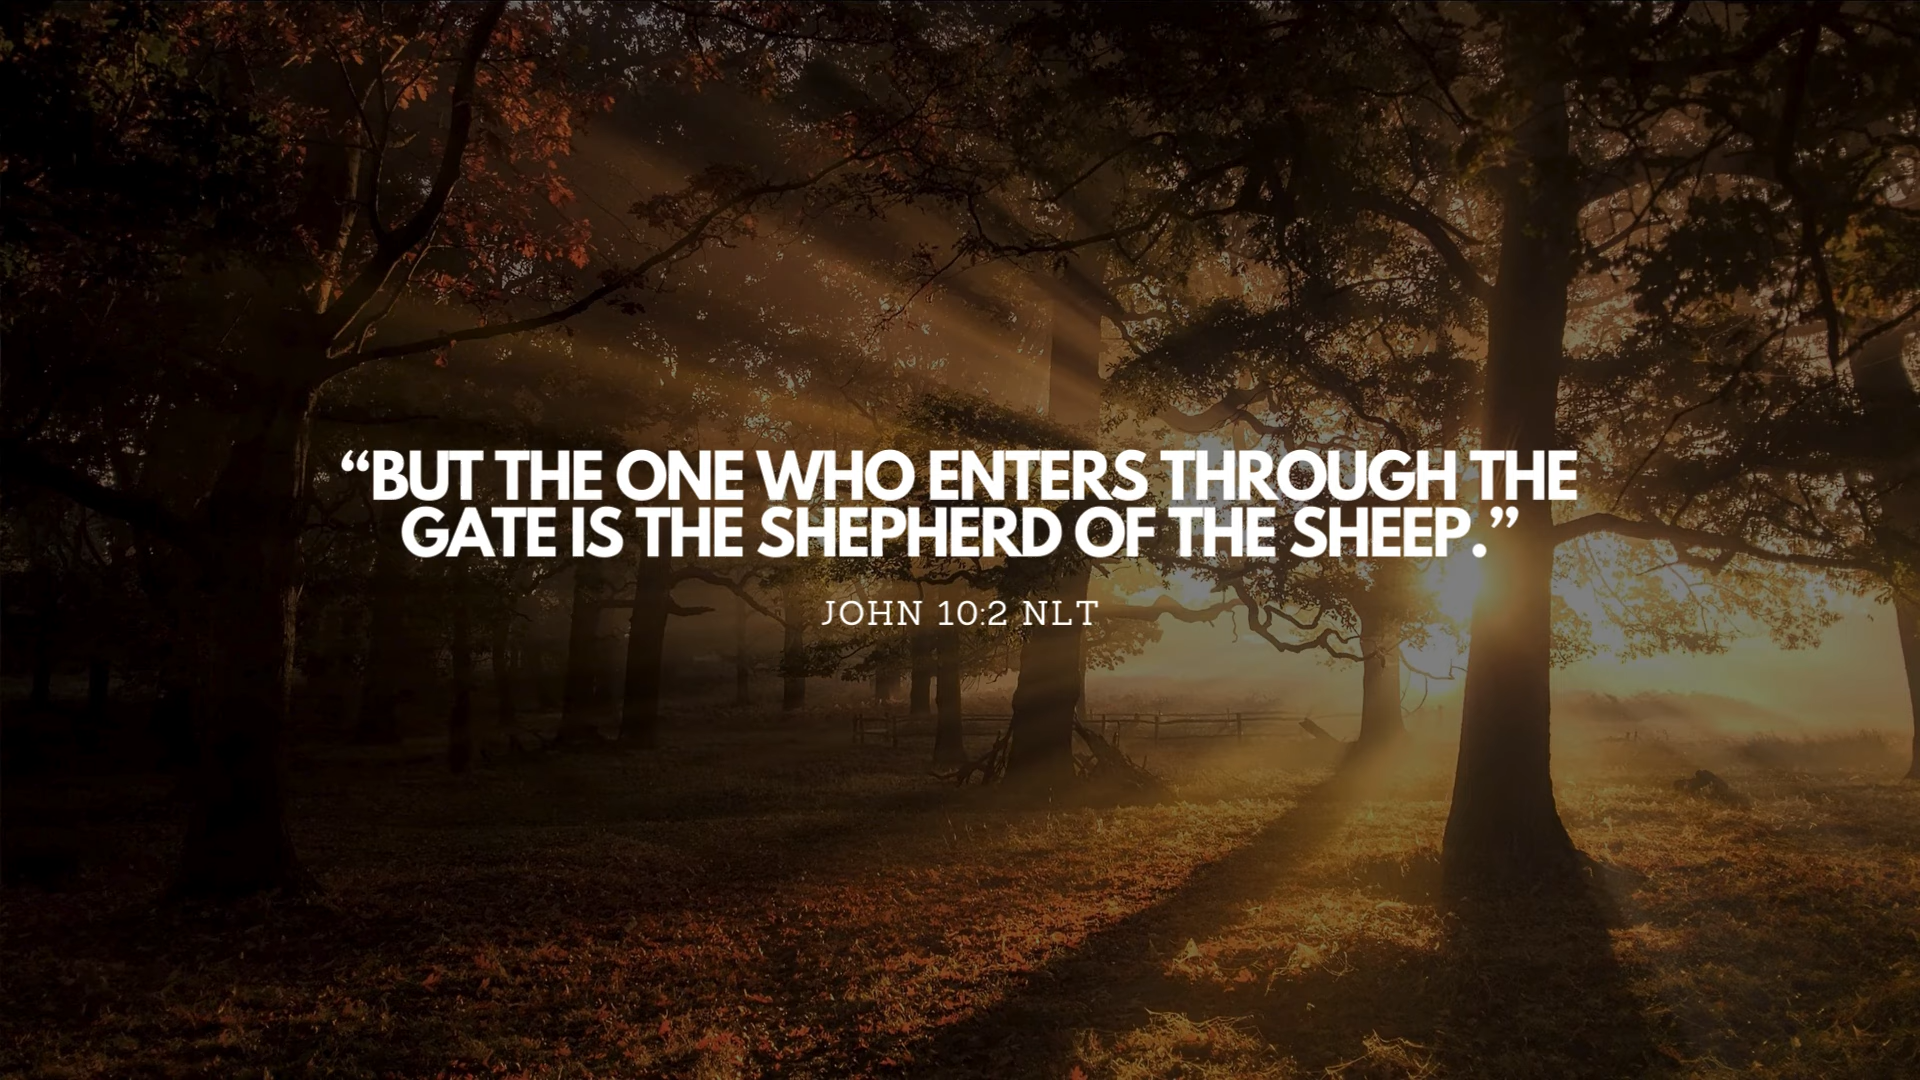 “BUT THE ONE WHO ENTERS THROUGH THE
GATE IS THE SHEPHERD OF THE SHEEP.”
JOHN 10:2 NLT